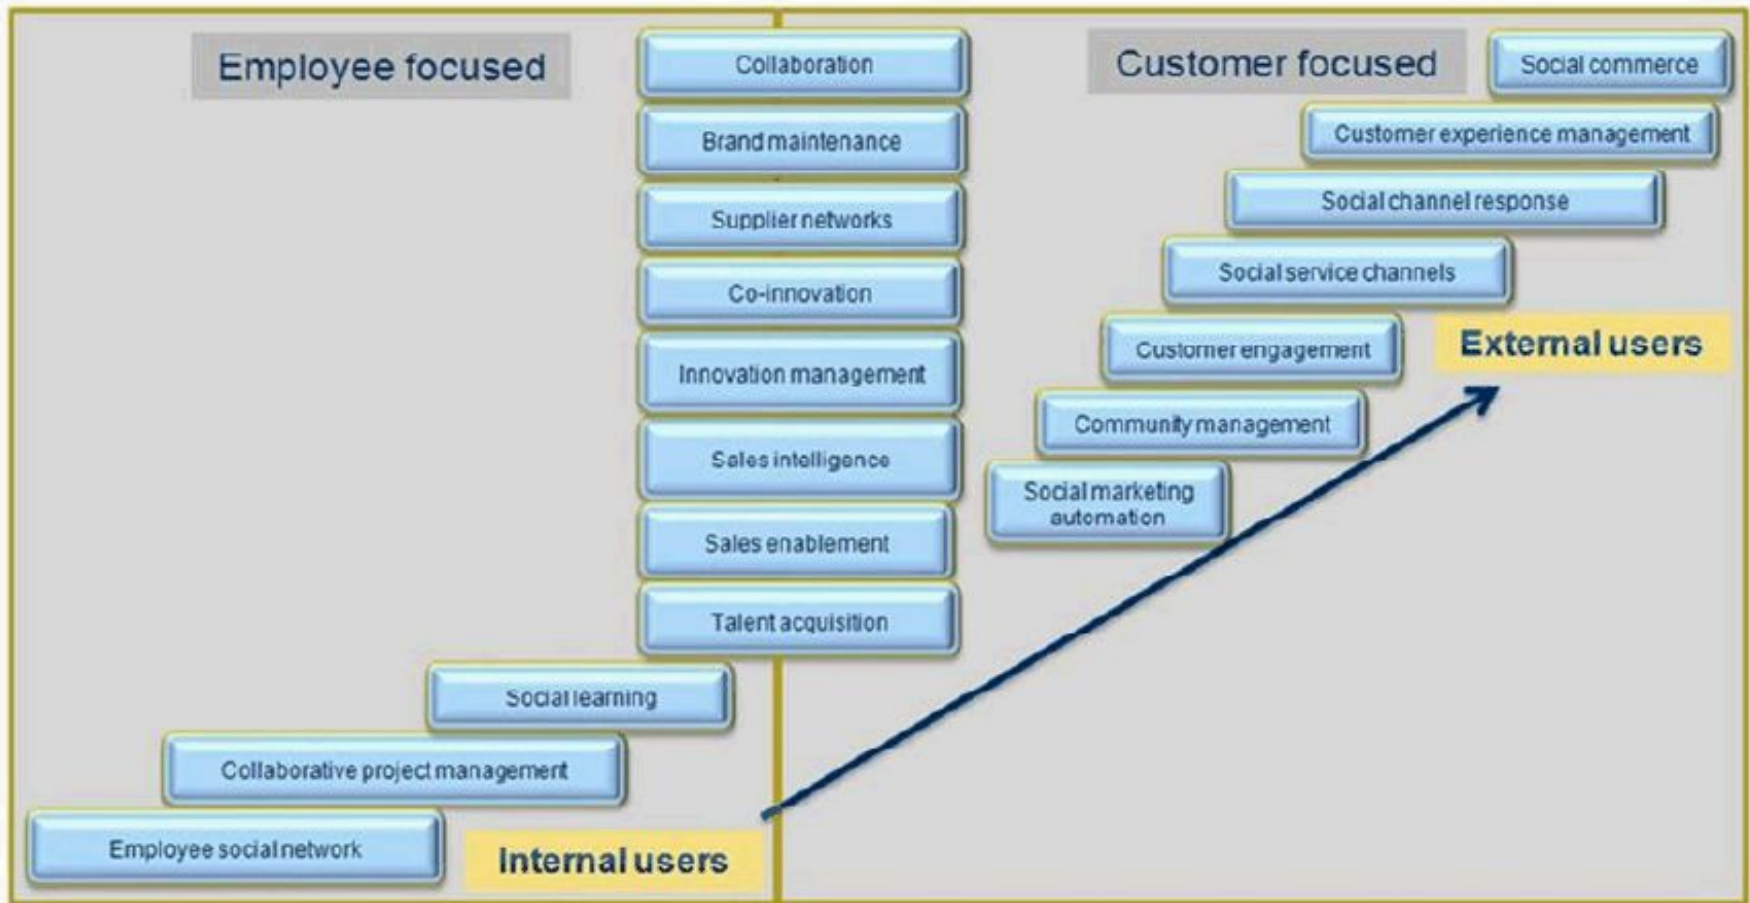 Employee focused
Customer focused
Collaboration
Brand maintenance
Supplier networks
Co-innovation
Innovation management
Sales intelligence
Sales enablement
Talent acquisition
Social learning
Collaborative project management
Employee social network
Internal users
Social commerce
Customer experience management
Social channel response
Social service channels
Customer engagement
Community management
Social marketing
automation
External users